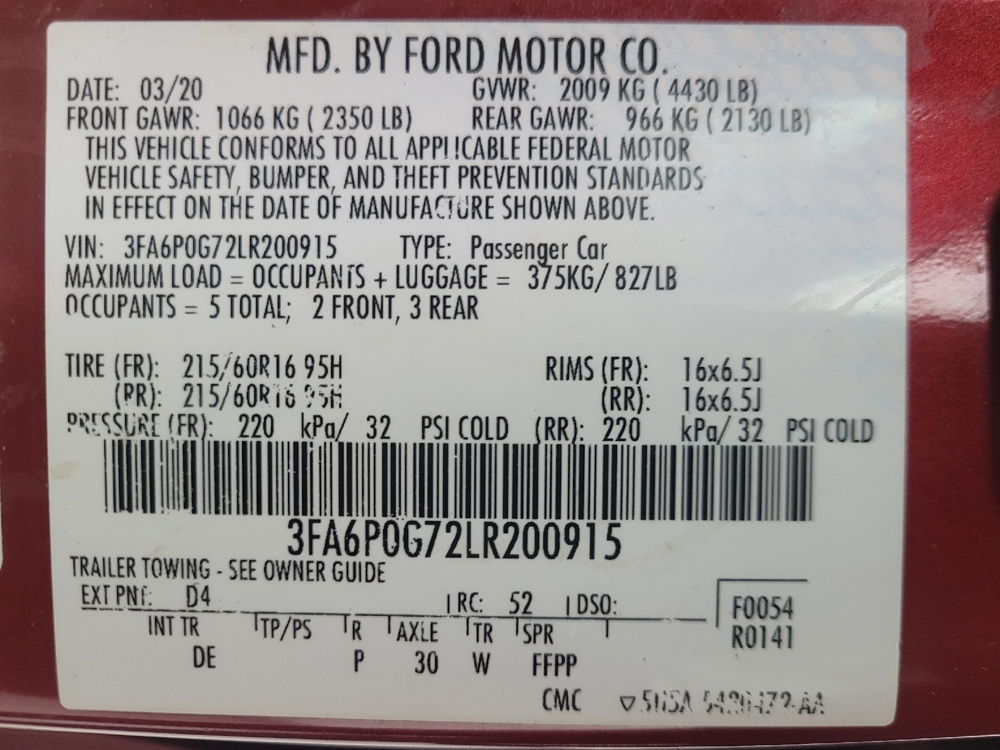 MFD. BY FORD MOTOR CO.
DATE: 03/20 GVWR: 2009 KG ( 4430 LB)
FRONT GAWR: 1066 KG ( 2350 LB) REAR GAWR: 966 KG ( 2130 LB)
THIS VEHICLE CONFORMS TO ALL APPLICABLE FEDERAL MOTOR
VEHICLE SAFETY, BUMPER, AND THEFT PREVENTION STANDARDS
IN EFFECT ON THE DATE OF MANUFACTURE SHOWN ABOVE.
VIN: 3FA6P0G72LR200915 TYPE: Passenger Car
MAXIMUM LOAD = OCCUPANTS + LUGGAGE = 375KG/ 827LB
OCCUPANTS = 5 TOTAL; 2 FRONT, 3 REAR
TIRE (FR): 215/60R16 95H RIMS (FR): 16x6.5J
(RR): 215/60R16 95H (RR): 16x6.5J
PRESSURE (FR): 220 kPa/ 32 PSI COLD (RR): 220 kPa/ 32 PSI COLD
3FA6P0G72LR200915
TRAILER TOWING - SEE OWNER GUIDE
EXT PNT: D4 RC: 52 DSO: F0054
INT TR TP/PS R AXLE TR SPR R0141
DE P 30 W FFPP
CMC